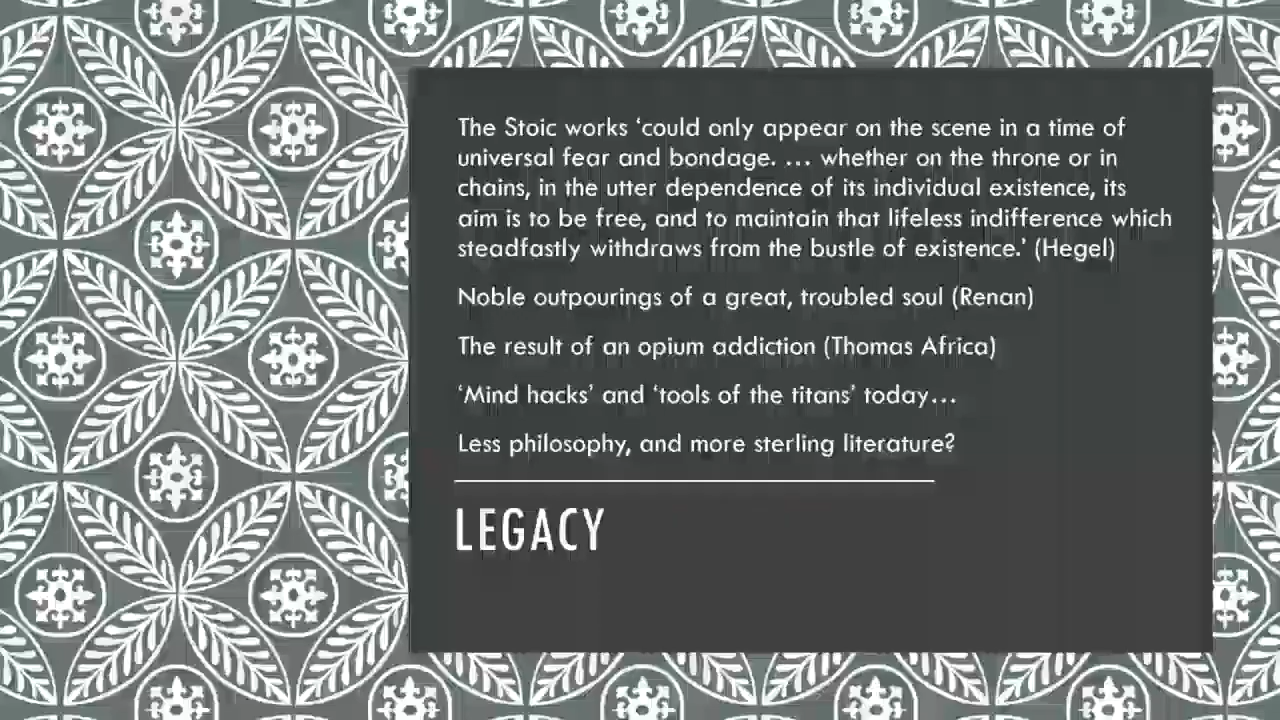 The Stoic works ‘could only appear on the scene in a time of
universal fear and bondage. … whether on the throne or in
chains, in the utter dependence of its individual existence, its
aim is to be free, and to maintain that lifeless indifference which
steadfastly withdraws from the bustle of existence.’ (Hegel)
Noble outpourings of a great, troubled soul (Renan)
The result of an opium addiction (Thomas Africa)
‘Mind hacks’ and ‘tools of the titans’ today…
Less philosophy, and more sterling literature?
LEGACY